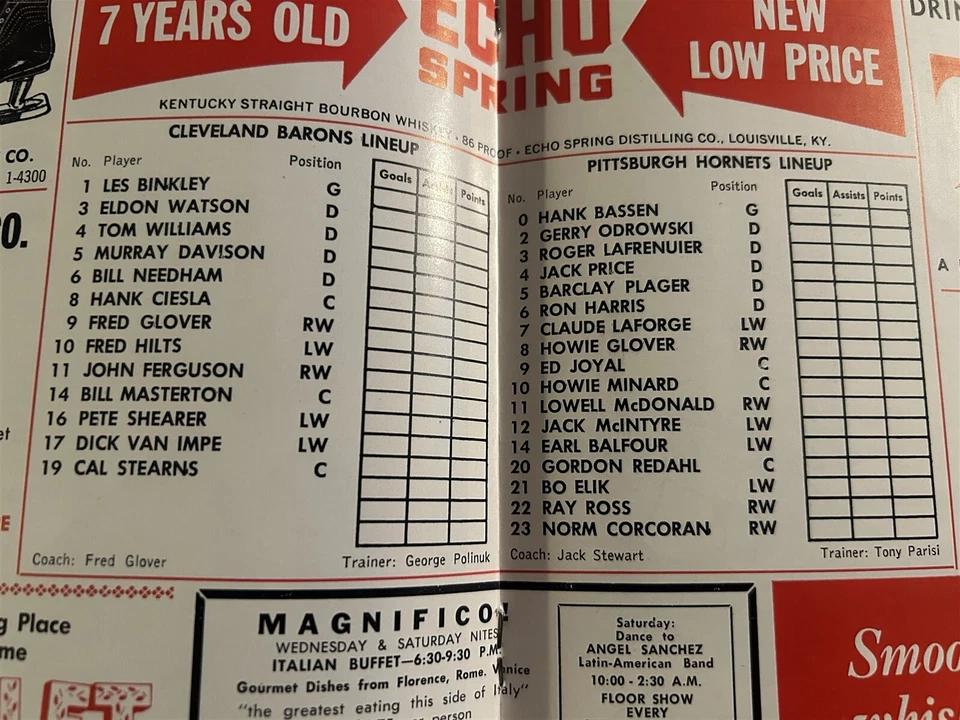 7 YEARS OLD
ECHO
SPRING
NEW
LOW PRICE
KENTUCKY STRAIGHT BOURBON WHISKEY • 86 PROOF • ECHO SPRING DISTILLING CO., LOUISVILLE, KY.
CO.
1-4300
CLEVELAND BARONS LINEUP
No. Player Position Goals Assists Points
1 LES BINKLEY G
3 ELDON WATSON D
4 TOM WILLIAMS D
5 MURRAY DAVISON D
6 BILL NEEDHAM D
8 HANK CIESLA C
9 FRED GLOVER RW
10 FRED HILTS LW
11 JOHN FERGUSON RW
14 BILL MASTERTON C
16 PETE SHEARER LW
17 DICK VAN IMPE LW
19 CAL STEARNS C
Coach: Fred Glover Trainer: George Polinuk
PITTSBURGH HORNETS LINEUP
No. Player Position Goals Assists Points
0 HANK BASSEN G
2 GERRY ODROWSKI D
3 ROGER LAFRENUIER D
4 JACK PRICE D
5 BARCLAY PLAGER D
6 RON HARRIS D
7 CLAUDE LAFORGE LW
8 HOWIE GLOVER RW
9 ED JOYAL C
10 HOWIE MINARD C
11 LOWELL McDONALD RW
12 JACK McINTYRE LW
14 EARL BALFOUR LW
20 GORDON REDAHL C
21 BO ELIK LW
22 RAY ROSS RW
23 NORM CORCORAN RW
Coach: Jack Stewart Trainer: Tony Parisi
Place
MAGNIFICO!
WEDNESDAY & SATURDAY NITES
ITALIAN BUFFET—6:30-9:30 P.M.
Gourmet Dishes from Florence, Rome. Venice
"the greatest eating this side of Italy"
person
Saturday:
Dance to
ANGEL SANCHEZ
Latin-American Band
10:00 - 2:30 A.M.
FLOOR SHOW
EVERY